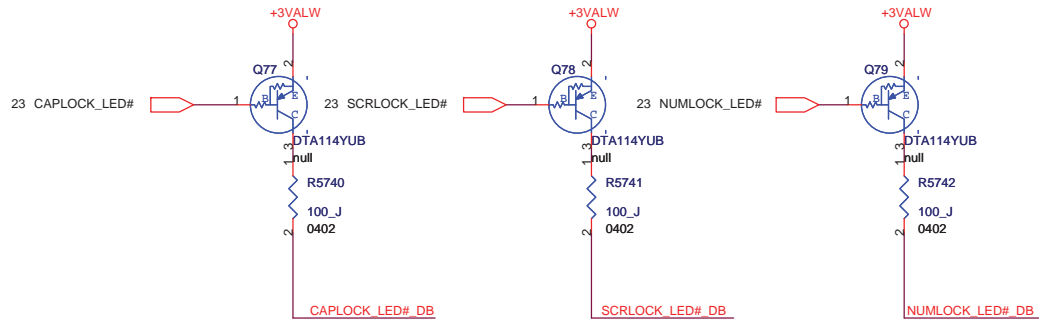 +3VALW +3VALW +3VALW
2 2 2
Q77 Q78 Q79
E E E
23 CAPLOCK_LED# 1 B 23 SCRLOCK_LED# 1 B 23 NUMLOCK_LED# 1 B
C C C
DTA114YUB DTA114YUB DTA114YUB
3 3 3
null null null
1 1 1
R5740 R5741 R5742
100_J 100_J 100_J
0402 0402 0402
2 2 2
CAPLOCK_LED#_DB SCRLOCK_LED#_DB NUMLOCK_LED#_DB